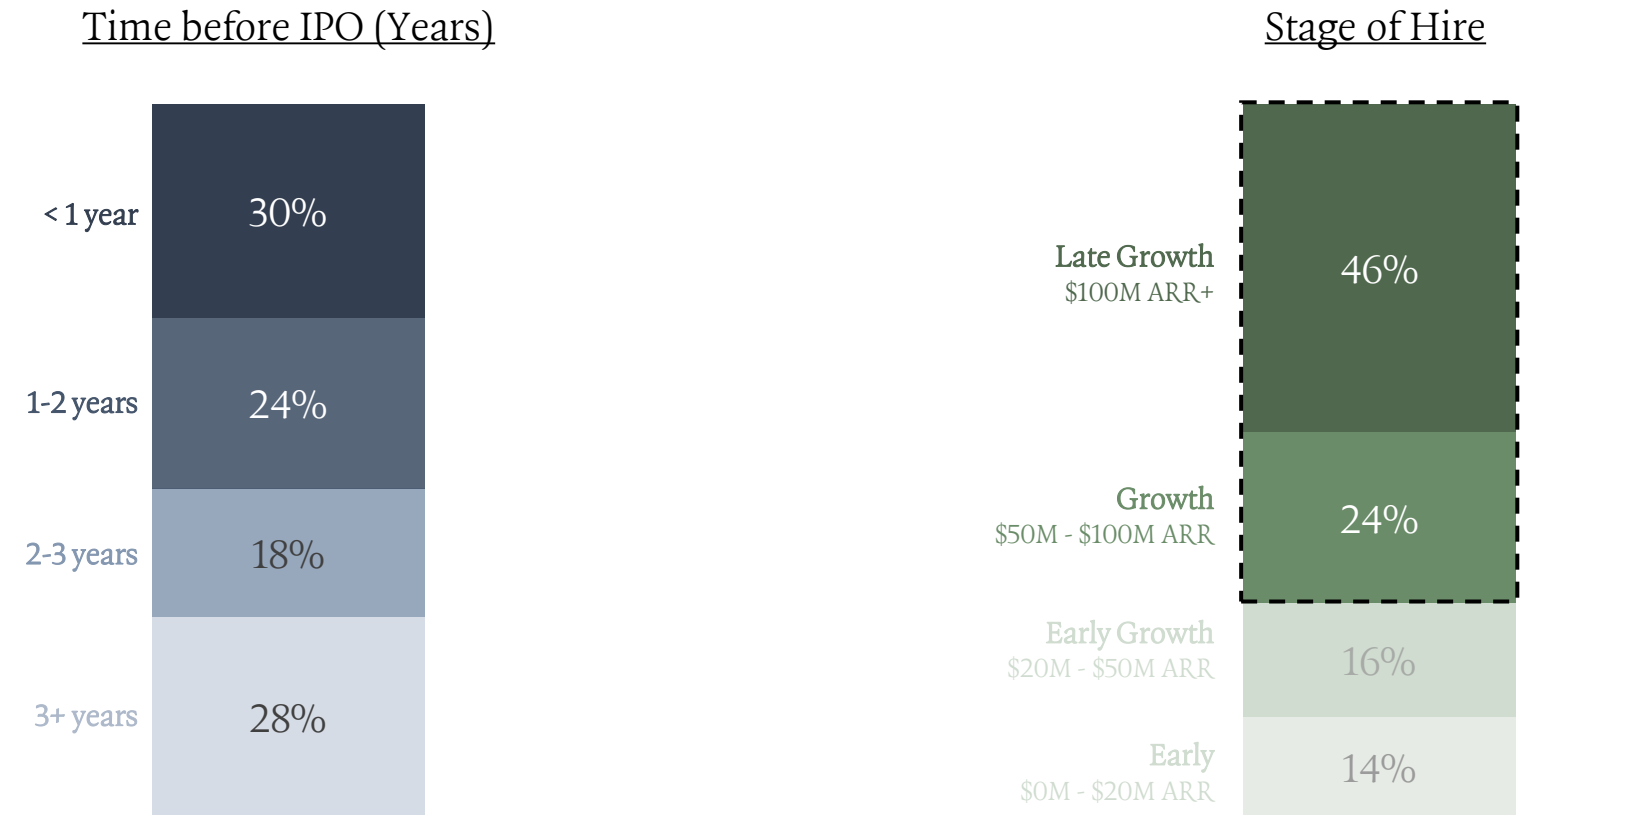 Time before IPO (Years)
< 1 year
30%
1-2 years
24%
2-3 years
18%
3+ years
28%
Stage of Hire
Late Growth
$100M ARR+
46%
Growth
$50M - $100M ARR
24%
Early Growth
$20M - $50M ARR
16%
Early
$0M - $20M ARR
14%